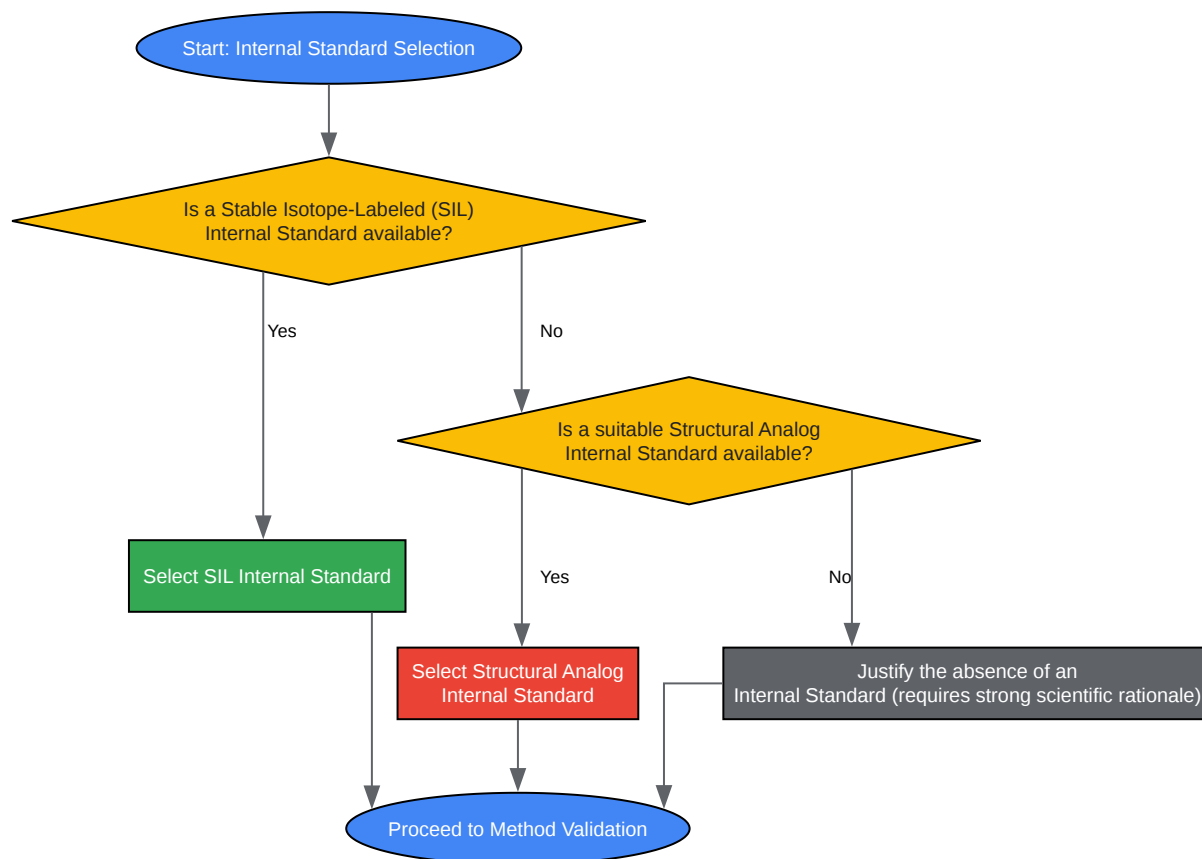 Start: Internal Standard Selection
Is a Stable Isotope-Labeled (SIL)
Internal Standard available?
Yes
No
Is a suitable Structural Analog
Internal Standard available?
Select SIL Internal Standard
Yes
No
Select Structural Analog
Internal Standard
Justify the absence of an
Internal Standard (requires strong scientific rationale)
Proceed to Method Validation